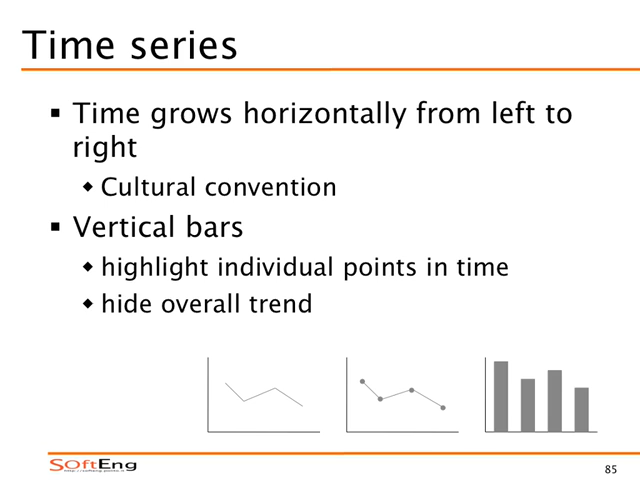 Time series
Time grows horizontally from left to
right
Cultural convention
Vertical bars
highlight individual points in time
hide overall trend
SOftEng
85